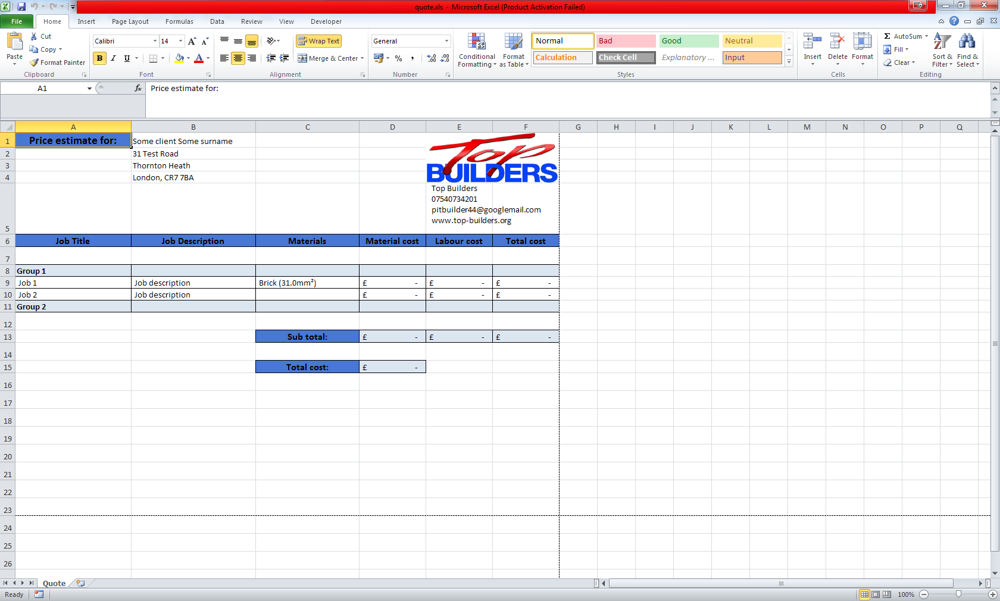 quote.xls - Microsoft Excel (Product Activation Failed)
File Home Insert Page Layout Formulas Data Review View Developer
Paste
Cut
Copy
Format Painter
Clipboard
Calibri 14
B I U
Font
Wrap Text
Merge & Center
Alignment
General
%
Number
Conditional Formatting
Format as Table
Normal Bad Good Neutral
Calculation Check Cell Explanatory ... Input
Styles
Insert Delete Format
Cells
Σ AutoSum
Fill
Clear
Sort & Filter
Find & Select
Editing
A1 fx Price estimate for:
A B C D E F G H I J K L M N O P Q
1 Price estimate for: Some client Some surname
2 31 Test Road
3 Thornton Heath
4 London, CR7 7BA
Top
BUILDERS
Top Builders
07540734201
pitbuilder44@googlemail.com
www.top-builders.org
5
6 Job Title Job Description Materials Material cost Labour cost Total cost
7
8 Group 1
9 Job 1 Job description Brick (31.0mm²) £ - £ - £ -
10 Job 2 Job description £ - £ - £ -
11 Group 2
12
13 Sub total: £ - £ - £ -
14
15 Total cost: £ -
16
17
18
19
20
21
22
23
24
25
26
Quote
Ready 100%